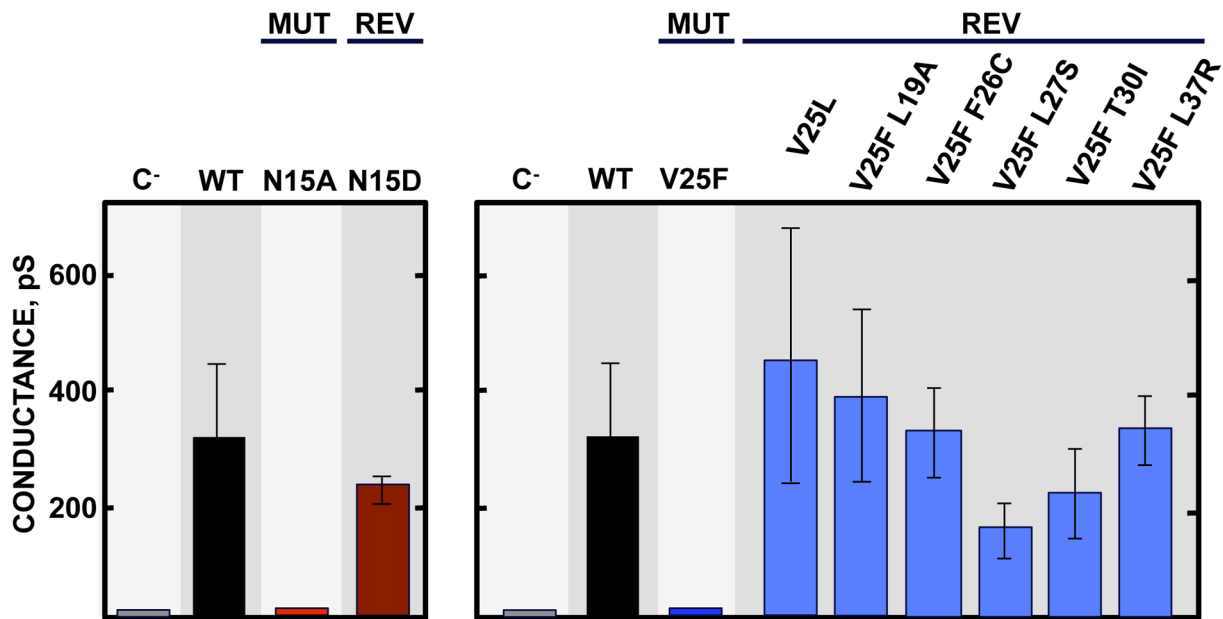 MUT REV MUT REV
V25L V25F L19A V25F F26C V25F L27S V25F T30I V25F L37R
C- WT N15A N15D C- WT V25F
CONDUCTANCE, pS
600
400
200